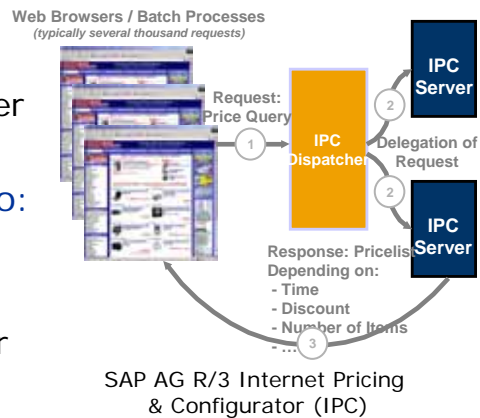 Web Browsers / Batch Processes
(typically several thousand requests)
er
o:
r
Request:
Price Query
1
IPC
Dispatcher
2
IPC
Server
Delegation of
Request
2
IPC
Server
Response: Pricelist
Depending on:
- Time
- Discount
- Number of Items
- ...
3
SAP AG R/3 Internet Pricing
& Configurator (IPC)